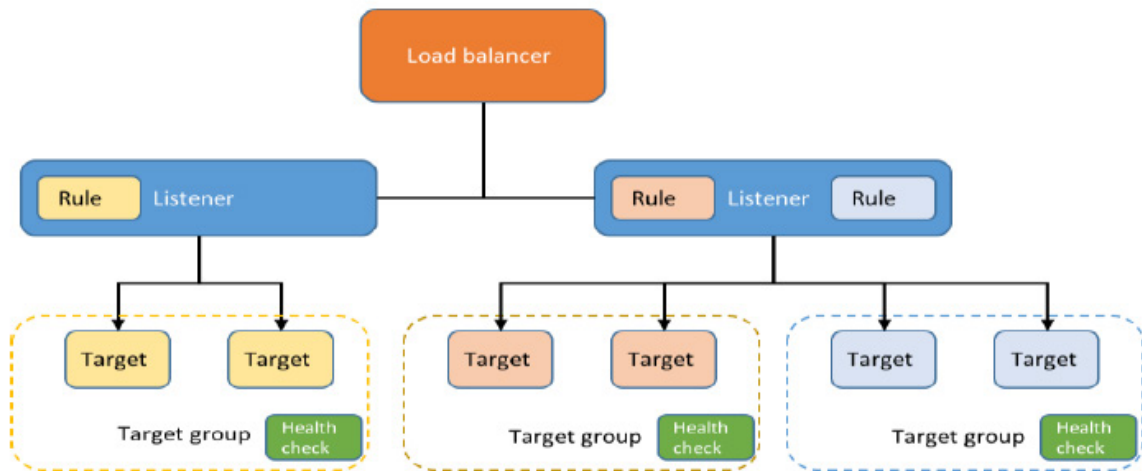 Load balancer
Rule Listener
Rule Listener Rule
Target Target
Target Target
Target Target
Target group Health check
Target group Health check
Target group Health check